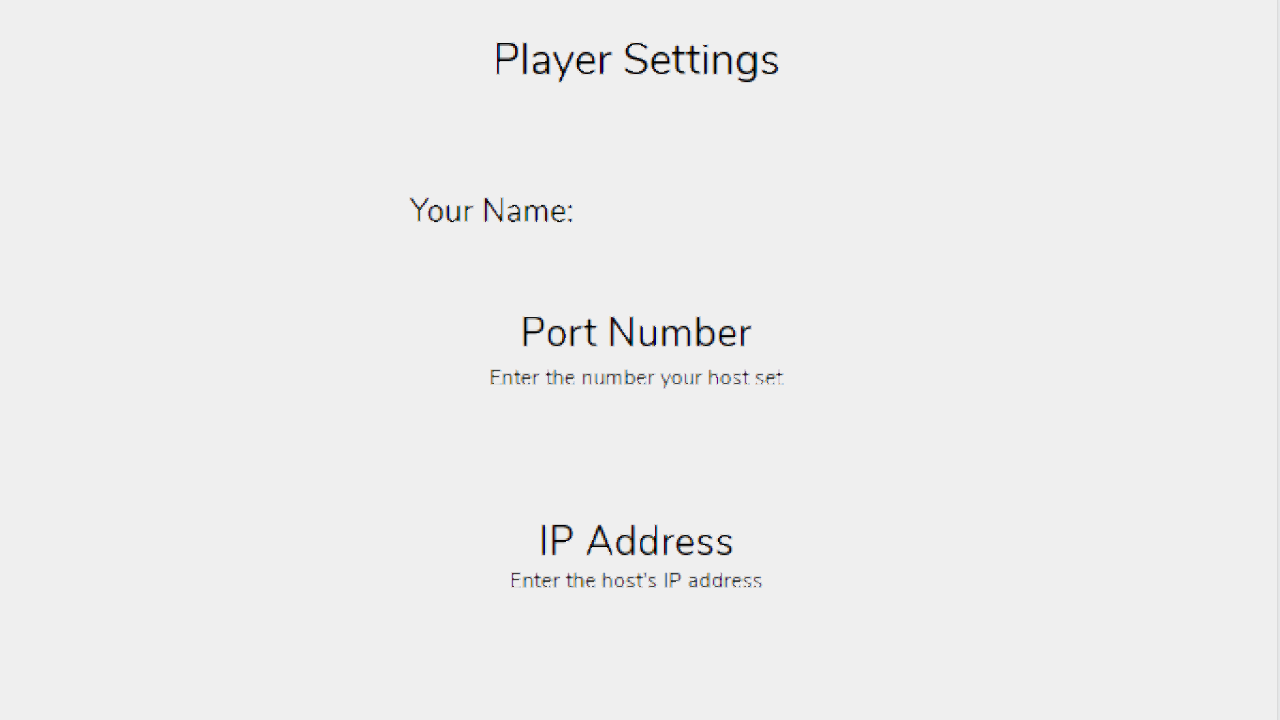 Player Settings
Your Name:
Port Number
Enter the number your host set
IP Address
Enter the host's IP address